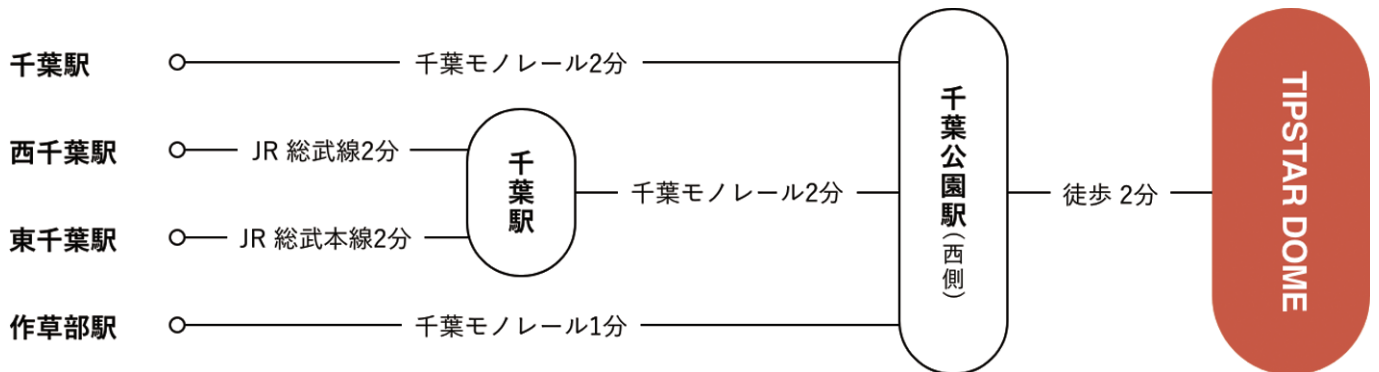 千葉駅
千葉モノレール2分
西千葉駅
JR 総武線2分
東千葉駅
JR 総武本線2分
千葉駅
千葉モノレール2分
作草部駅
千葉モノレール1分
千葉公園駅(西側)
徒歩 2分
TIPSTAR DOME